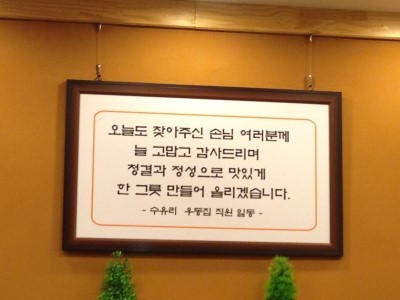 오늘도 찾아주신 손님 여러분께
늘 고맙고 감사드리며
청결과 정성으로 맛있게
한 그릇 만들어 올리겠습니다.
- 수유리 우동집 직원 일동 -